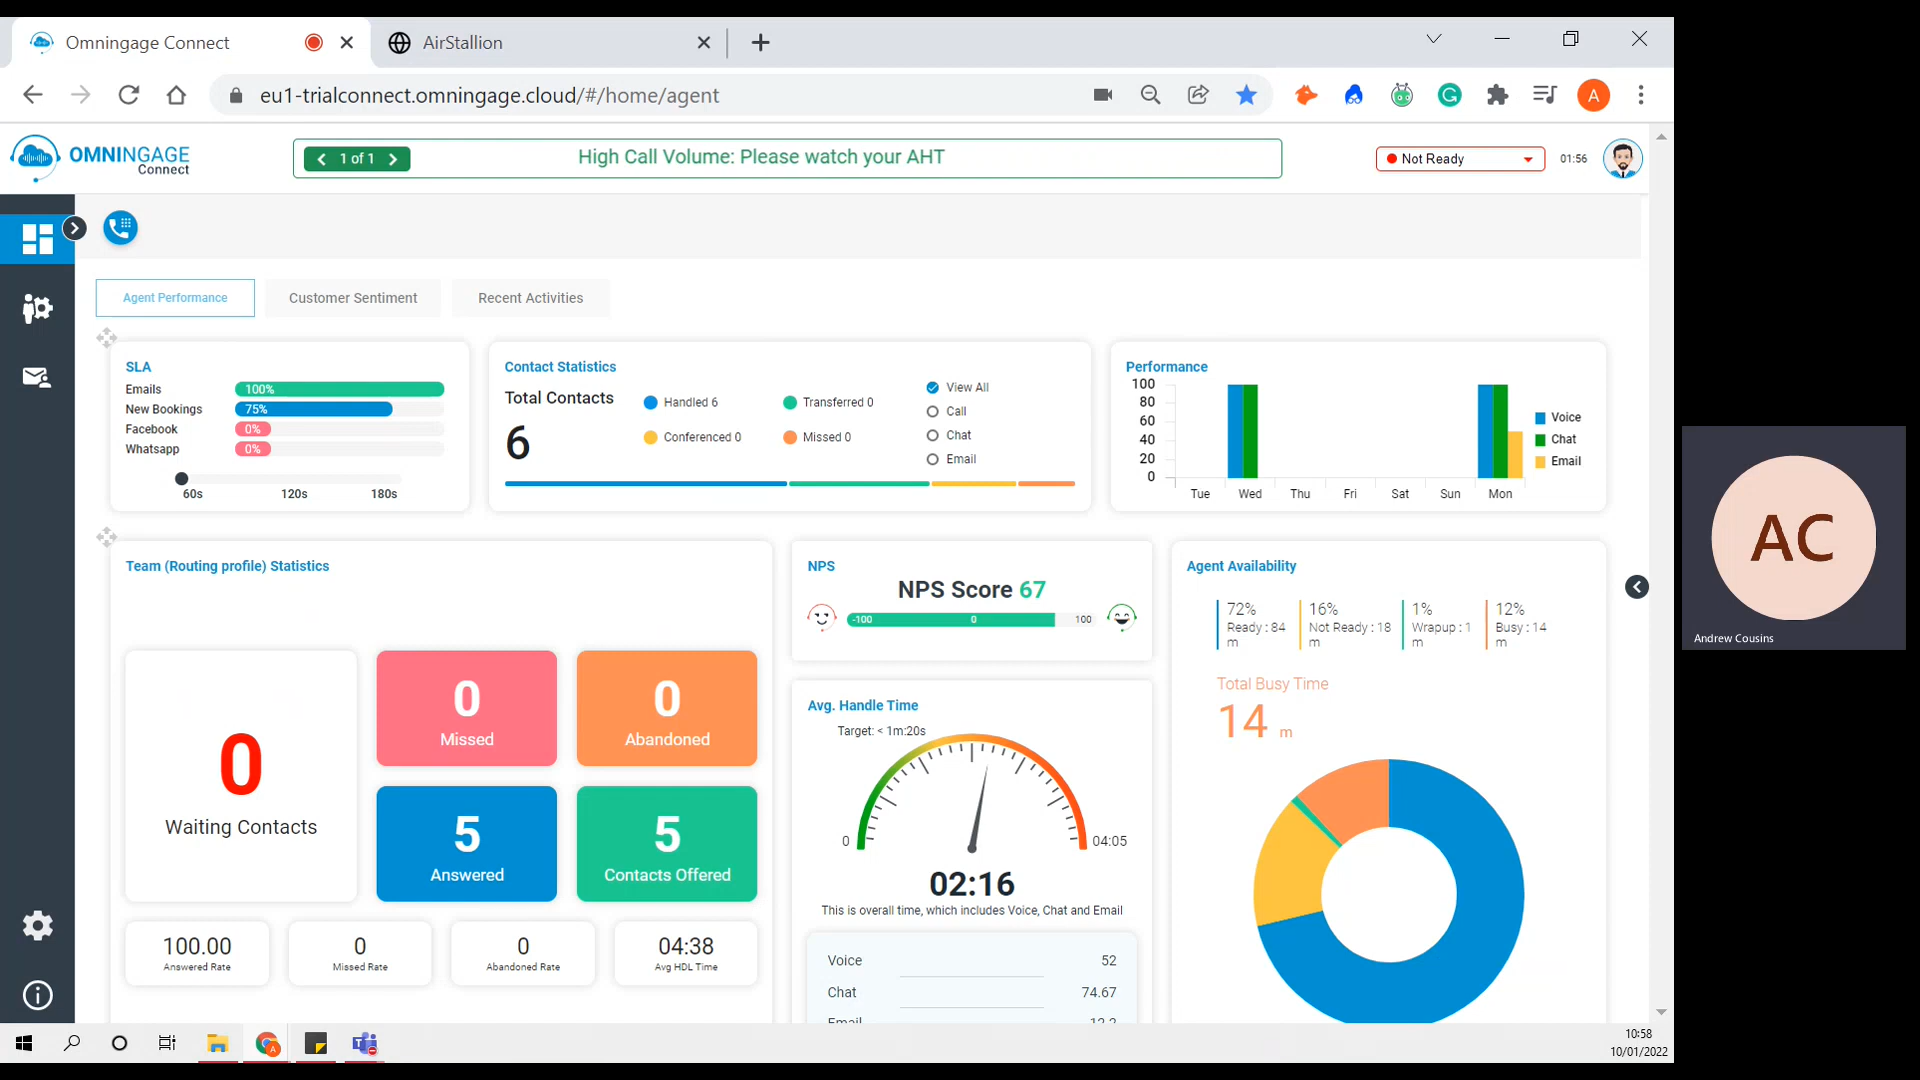 Omningage Connect
AirStallion
eu1-trialconnect.omningage.cloud/#/home/agent
A
OMNINGAGE
Connect
1 of 1
High Call Volume: Please watch your AHT
Not Ready
01:56
Agent Performance
Customer Sentiment
Recent Activities
SLA
Emails 100%
New Bookings 75%
Facebook 0%
Whatsapp 0%
60s 120s 180s
Contact Statistics
Total Contacts
6
Handled 6
Transferred 0
Conferenced 0
Missed 0
View All
Call
Chat
Email
Performance
100
80
60
40
20
0
Tue Wed Thu Fri Sat Sun Mon
Voice
Chat
Email
Team (Routing profile) Statistics
0
Waiting Contacts
0
Missed
0
Abandoned
5
Answered
5
Contacts Offered
100.00
Answered Rate
0
Missed Rate
0
Abandoned Rate
04:38
Avg HDL Time
NPS
NPS Score 67
-100 0 100
Avg. Handle Time
Target: < 1m:20s
0
04:05
02:16
This is overall time, which includes Voice, Chat and Email
Voice 52
Chat 74.67
Email 12.2
Agent Availability
72%
Ready : 84
m
16%
Not Ready : 18
m
1%
Wrapup : 1
m
12%
Busy : 14
m
Total Busy Time
14 m
AC
Andrew Cousins
A
10:58
10/01/2022